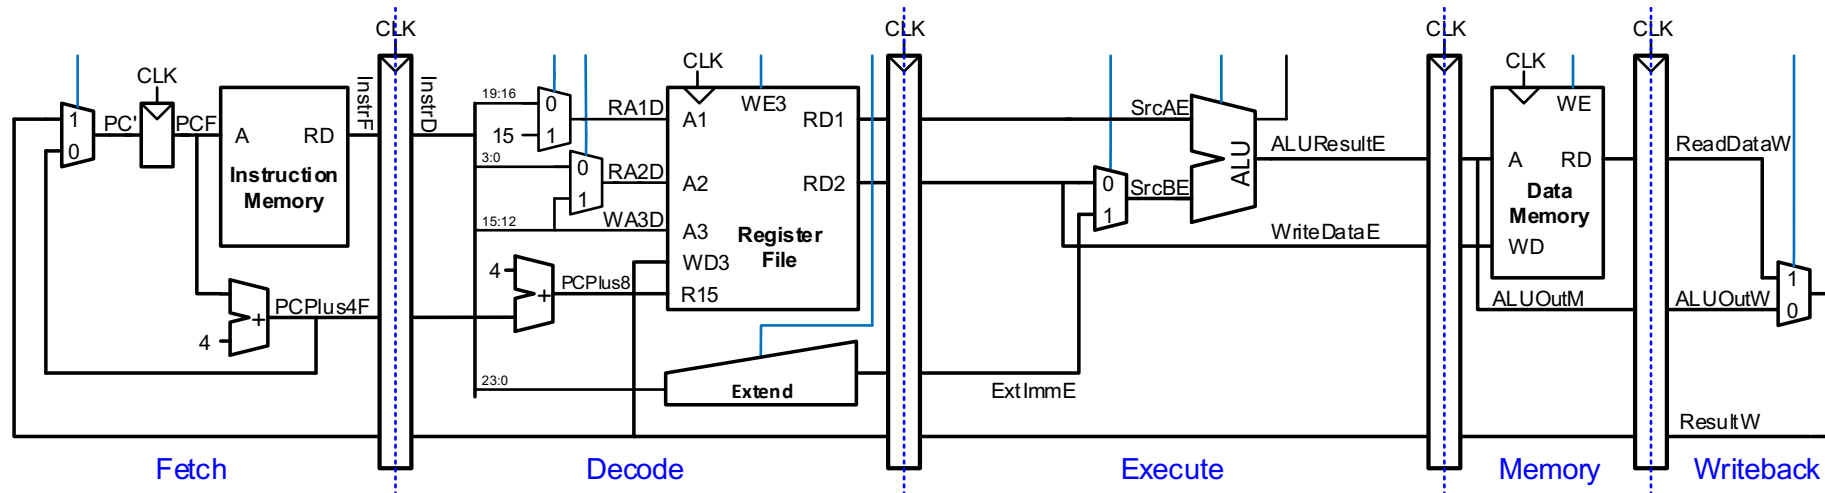 CLK
CLK
CLK
CLK
1
0
PC'
CLK
PCF
A
RD
Instruction
Memory
InstrF
InstrD
PCPlus4F
4
+
19:16
0
15
1
RA1D
3:0
0
1
RA2D
15:12
WA3D
4
+
PCPlus8
23:0
CLK
WE3
A1
RD1
A2
RD2
A3
Register
File
WD3
R15
Extend
SrcAE
0
1
SrcBE
ALU
ALUResultE
WriteDataE
ExtImmE
CLK
WE
A
RD
Data
Memory
WD
ALUOutM
ReadDataW
ALUOutW
1
0
ResultW
Fetch
Decode
Execute
Memory
Writeback